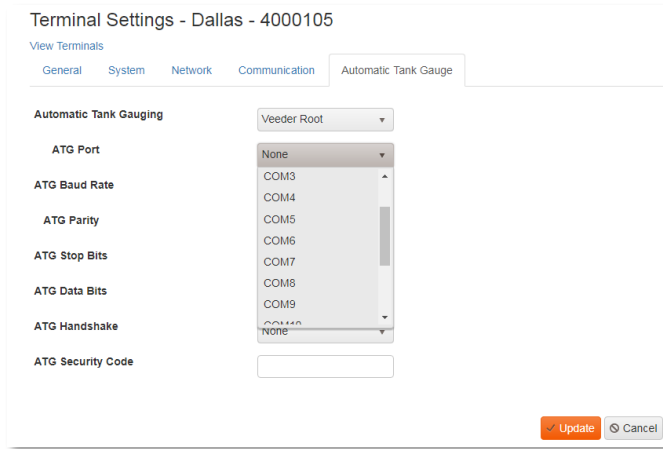 Terminal Settings - Dallas - 4000105
View Terminals
General System Network Communication Automatic Tank Gauge
Automatic Tank Gauging Veeder Root
ATG Port None
COM3
ATG Baud Rate
COM4
COM5
ATG Parity
COM6
ATG Stop Bits
COM7
COM8
ATG Data Bits
COM9
COM10
ATG Handshake None
ATG Security Code
Update Cancel